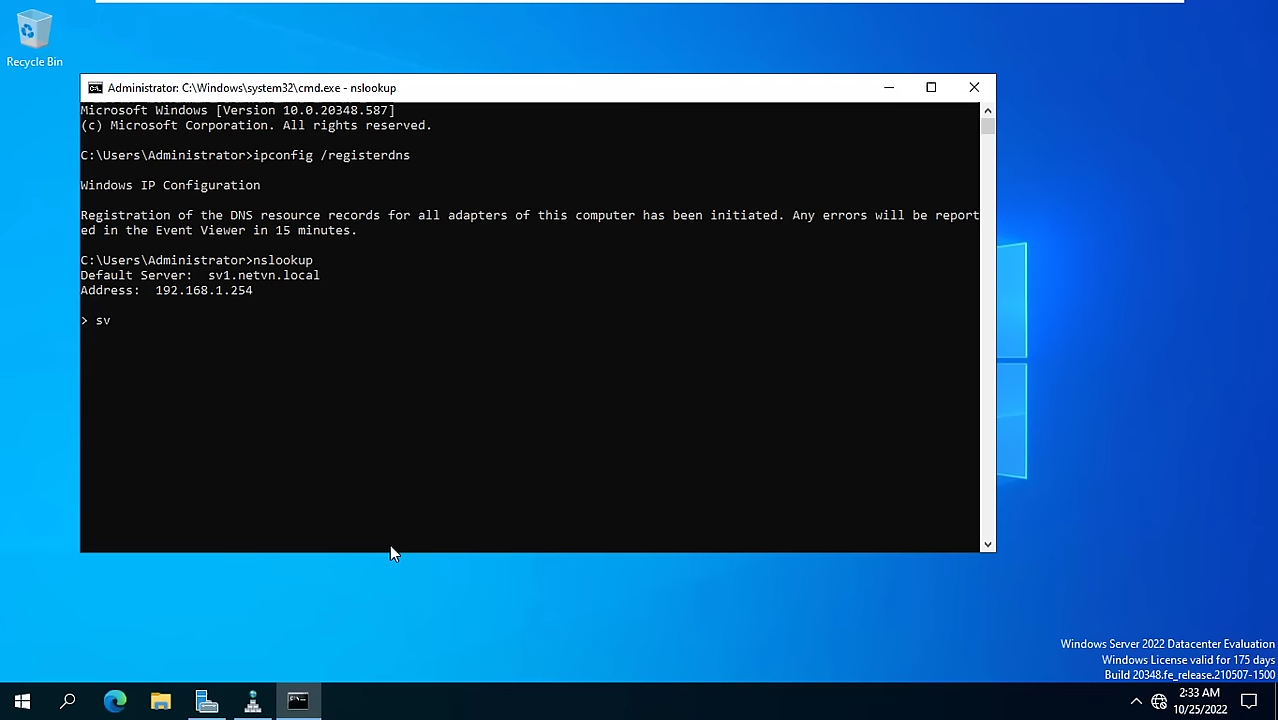 Recycle Bin
Administrator: C:\Windows\system32\cmd.exe - nslookup
Microsoft Windows [Version 10.0.20348.587]
(c) Microsoft Corporation. All rights reserved.
C:\Users\Administrator>ipconfig /registerdns
Windows IP Configuration
Registration of the DNS resource records for all adapters of this computer has been initiated. Any errors will be report
ed in the Event Viewer in 15 minutes.
C:\Users\Administrator>nslookup
Default Server:  sv1.netvn.local
Address:  192.168.1.254
> sv
Windows Server 2022 Datacenter Evaluation
Windows License valid for 175 days
Build 20348.fe_release.210507-1500
2:33 AM
10/25/2022